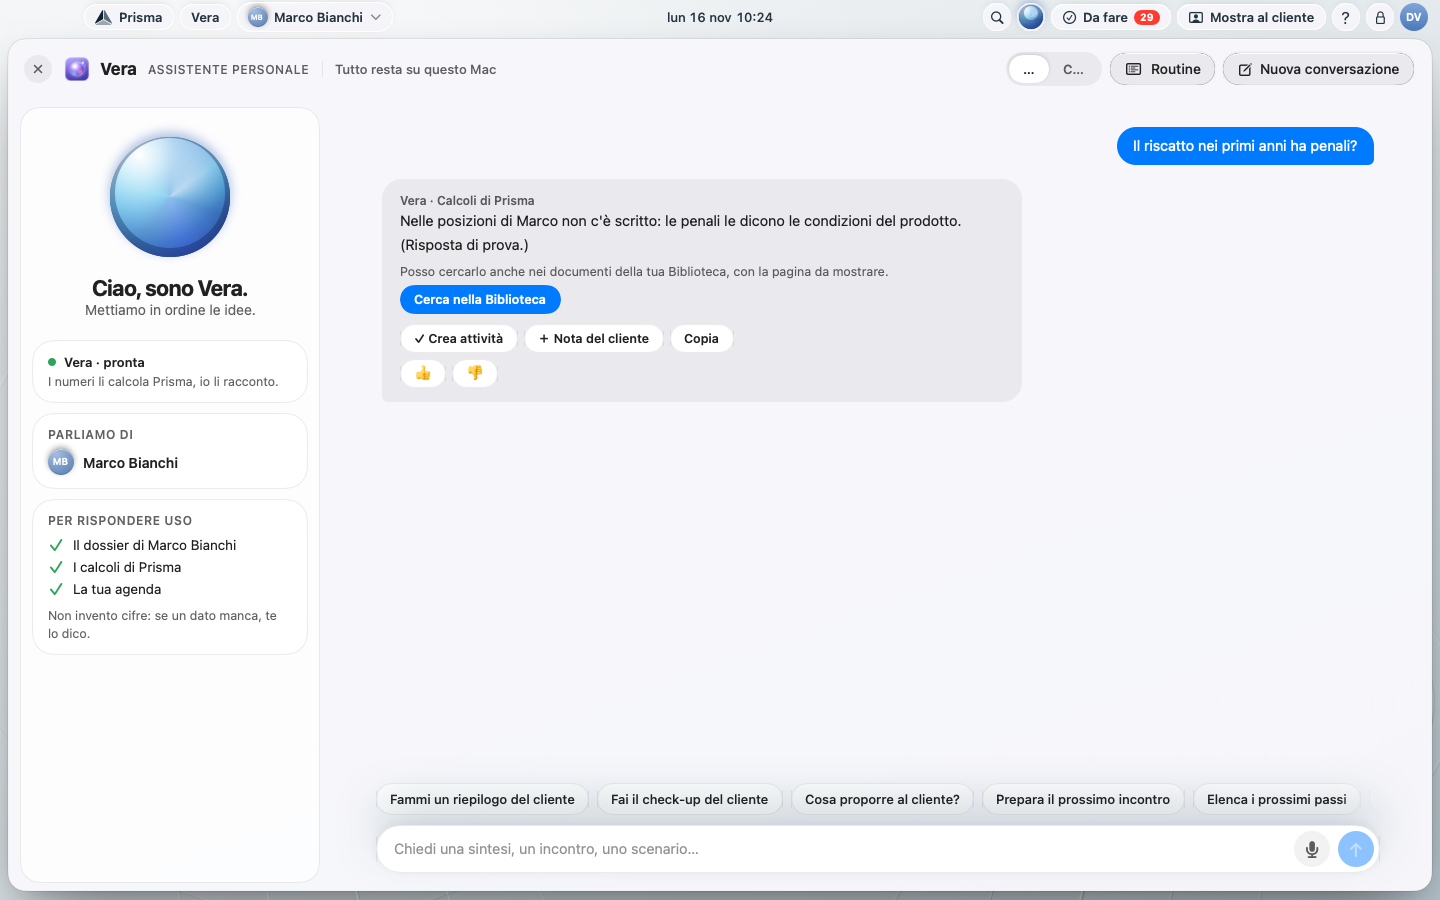 Prisma
Vera
MB
Marco Bianchi
lun 16 nov 10:24
Da fare 29
Mostra al cliente
?
DV
Vera
ASSISTENTE PERSONALE
Tutto resta su questo Mac
...
C...
Routine
Nuova conversazione
Ciao, sono Vera.
Mettiamo in ordine le idee.
Vera · pronta
I numeri li calcola Prisma, io li racconto.
PARLIAMO DI
MB
Marco Bianchi
PER RISPONDERE USO
Il dossier di Marco Bianchi
I calcoli di Prisma
La tua agenda
Non invento cifre: se un dato manca, te
lo dico.
Il riscatto nei primi anni ha penali?
Vera · Calcoli di Prisma
Nelle posizioni di Marco non c'è scritto: le penali le dicono le condizioni del prodotto.
(Risposta di prova.)
Posso cercarlo anche nei documenti della tua Biblioteca, con la pagina da mostrare.
Cerca nella Biblioteca
✓ Crea attività
+ Nota del cliente
Copia
Fammi un riepilogo del cliente
Fai il check-up del cliente
Cosa proporre al cliente?
Prepara il prossimo incontro
Elenca i prossimi passi
Chiedi una sintesi, un incontro, uno scenario...